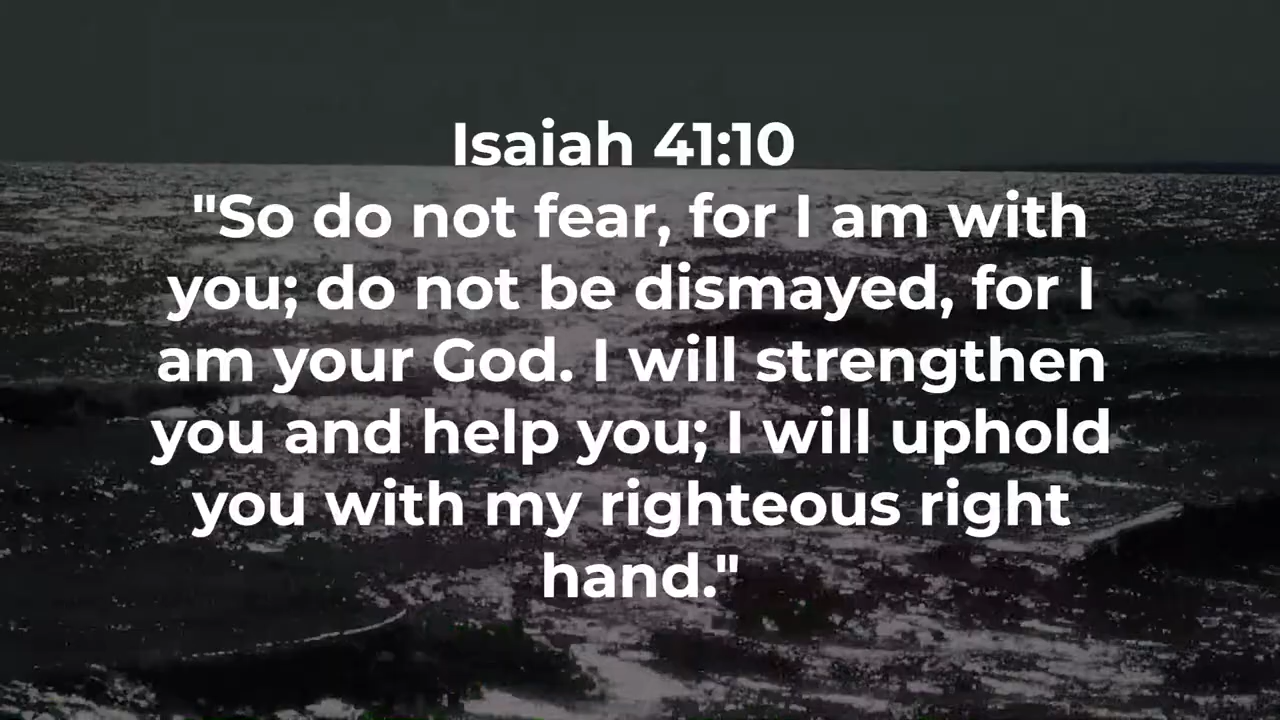 Isaiah 41:10
"So do not fear, for I am with
you; do not be dismayed, for I
am your God. I will strengthen
you and help you; I will uphold
you with my righteous right
hand."